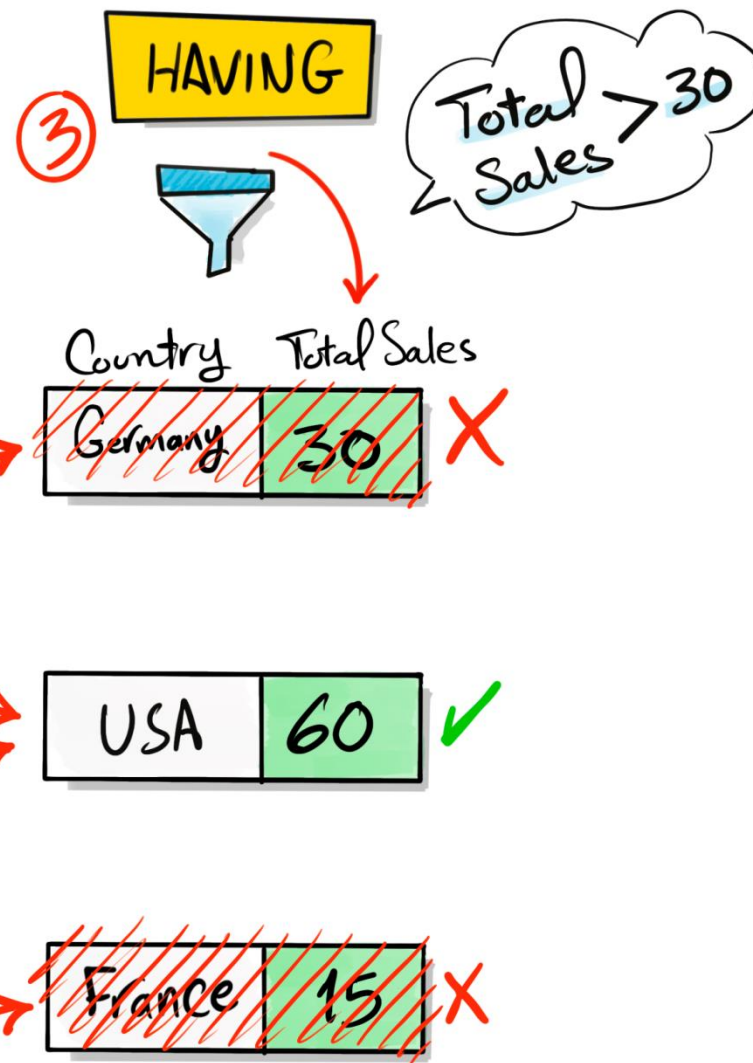 HAVING
3
Total > 30
Sales
Country Total Sales
Germany 30
USA 60
France 15